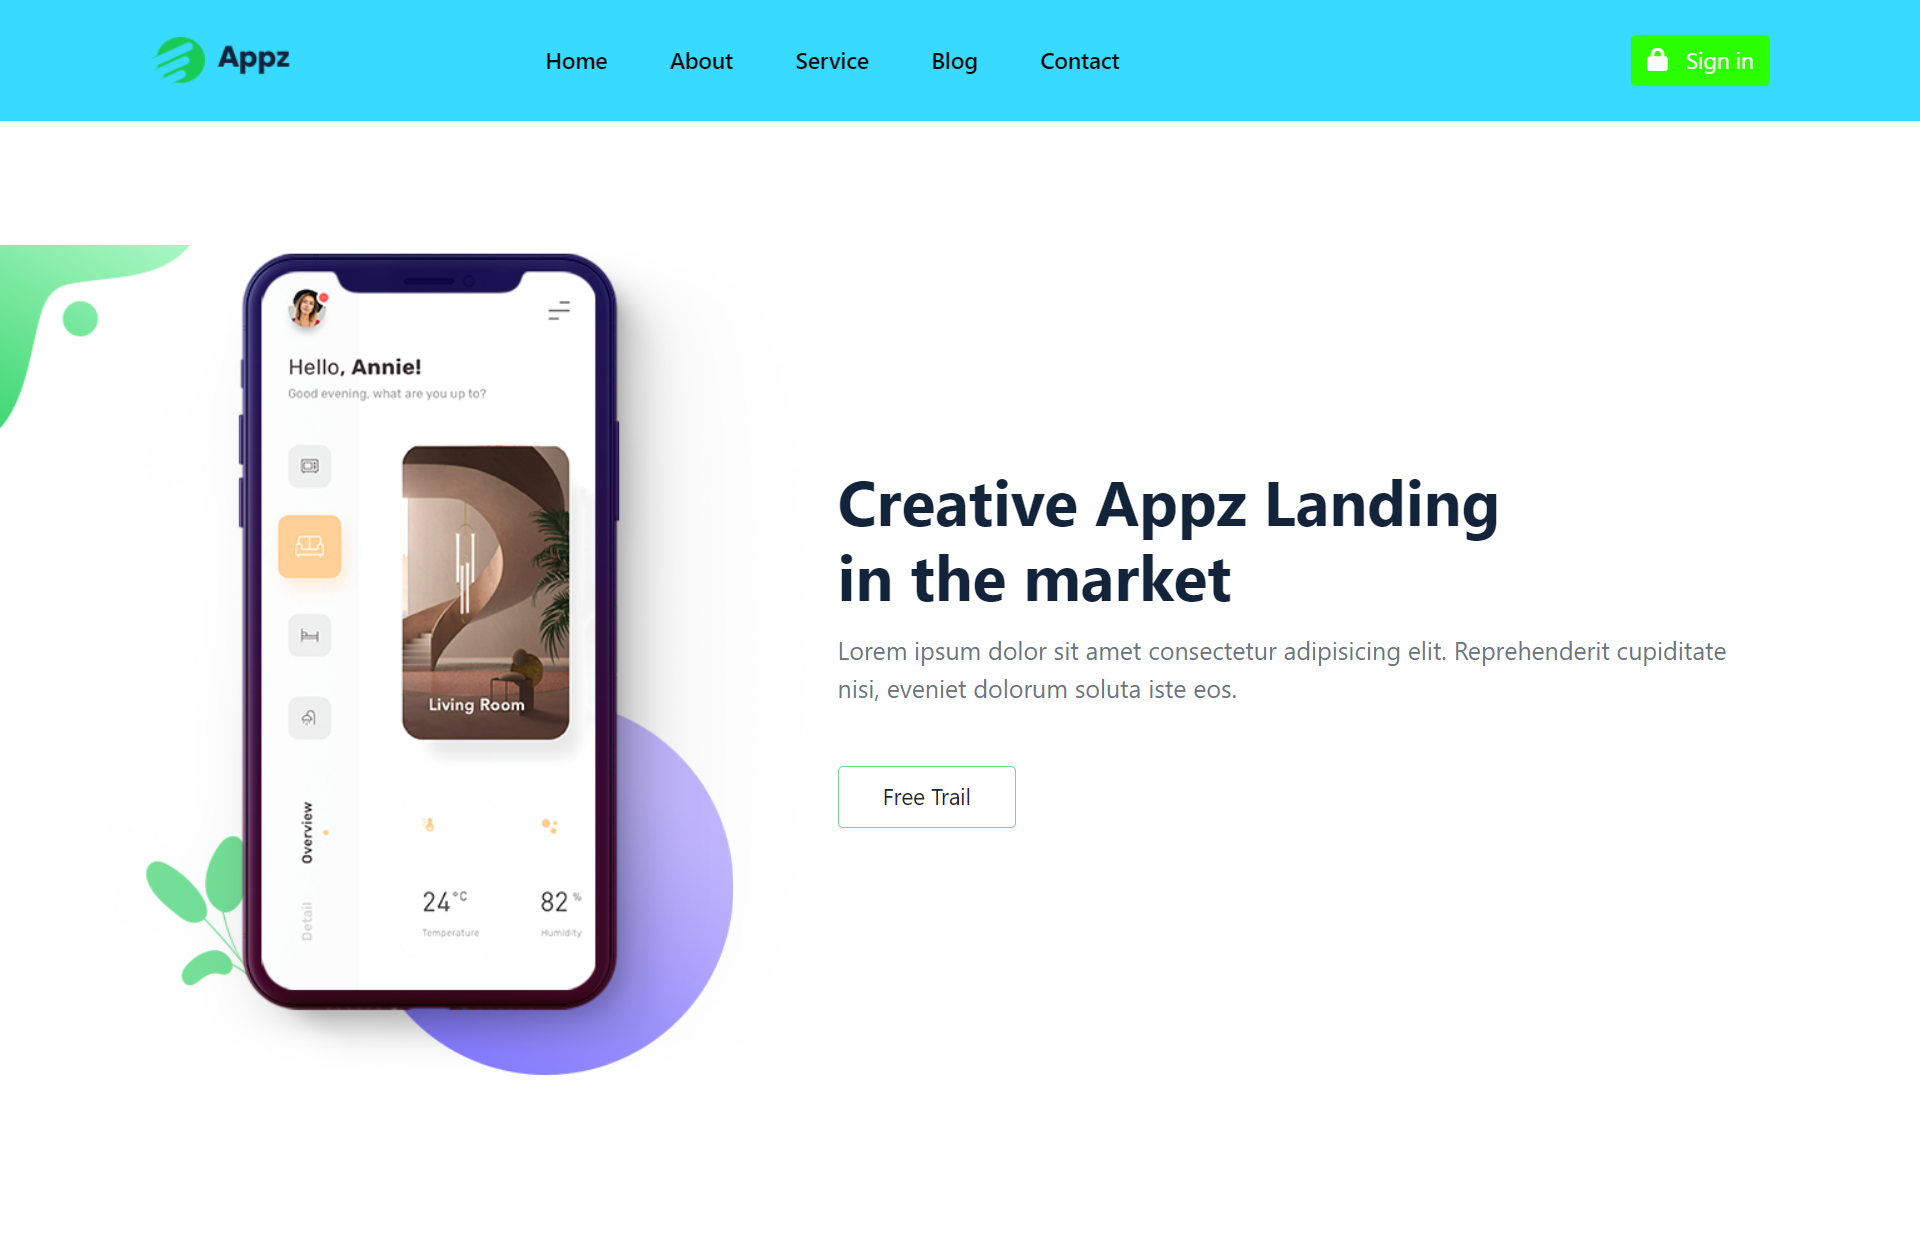 Appz
Home
About
Service
Blog
Contact
Sign in
Hello, Annie!
Good evening, what are you up to?
Living Room
Overview
Detail
24°C
Temperature
82 %
Humidity
Creative Appz Landing
in the market
Lorem ipsum dolor sit amet consectetur adipisicing elit. Reprehenderit cupiditate
nisi, eveniet dolorum soluta iste eos.
Free Trail